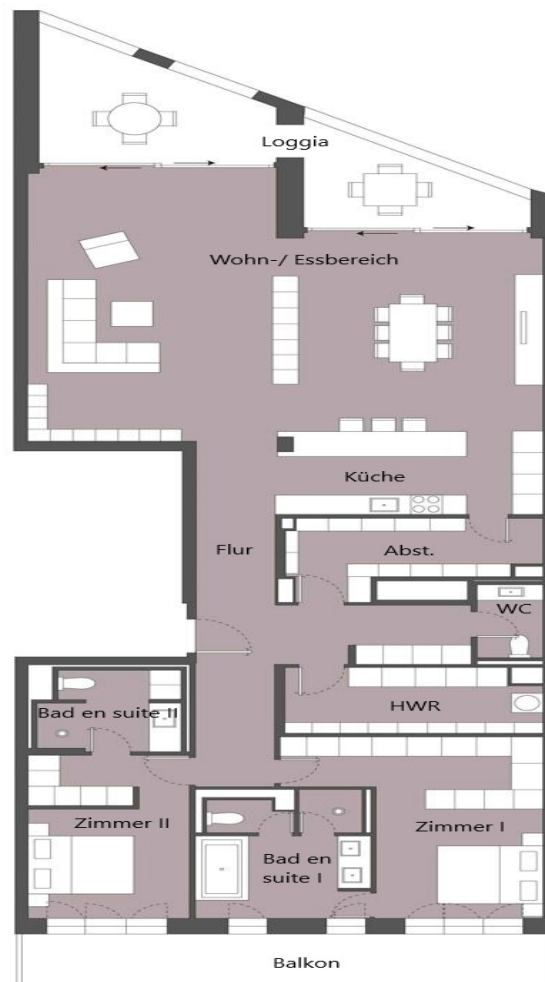 Loggia
Wohn-/ Essbereich
Küche
Flur
Abst.
WC
HWR
Bad en suite II
Zimmer II
Zimmer I
Bad en
suite I
Balkon